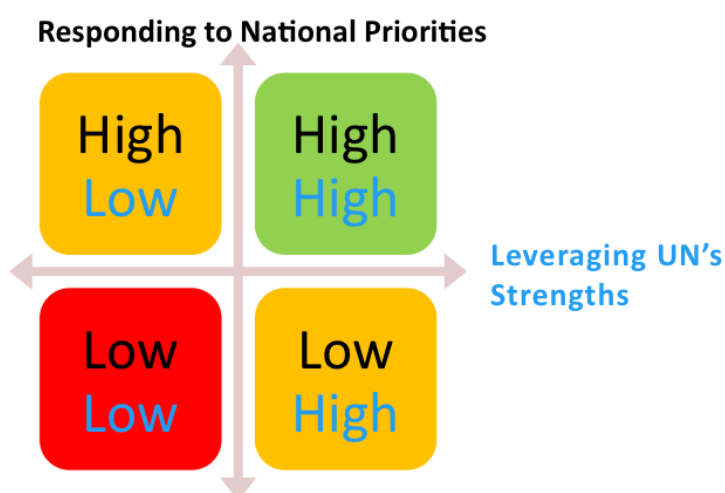 Responding to National Priorities
High
Low
High
High
Leveraging UN's
Strengths
Low
Low
Low
High